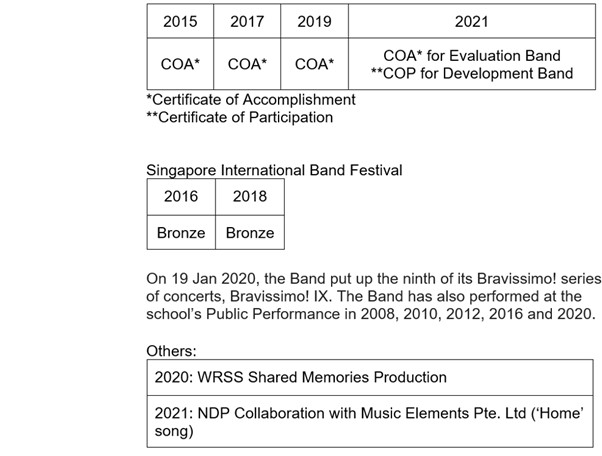 2015 2017 2019 2021
COA* COA* COA* COA* for Evaluation Band
**COP for Development Band
*Certificate of Accomplishment
**Certificate of Participation
Singapore International Band Festival
2016 2018
Bronze Bronze
On 19 Jan 2020, the Band put up the ninth of its Bravissimo! series
of concerts, Bravissimo! IX. The Band has also performed at the
school’s Public Performance in 2008, 2010, 2012, 2016 and 2020.
Others:
2020: WRSS Shared Memories Production
2021: NDP Collaboration with Music Elements Pte. Ltd (‘Home’
song)